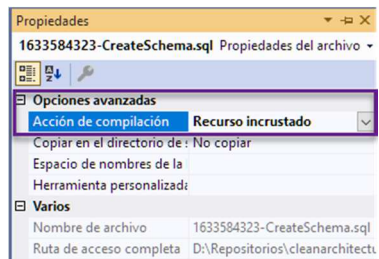 Propiedades
1633584323-CreateSchema.sql Propiedades del archivo
Opciones avanzadas
Acción de compilación Recurso incrustado
Copiar en el directorio de No copiar
Espacio de nombres de la
Herramienta personalizada
Varios
Nombre de archivo 1633584323-CreateSchema.sql
Ruta de acceso completa D:\Repositorios\cleanarchitectu